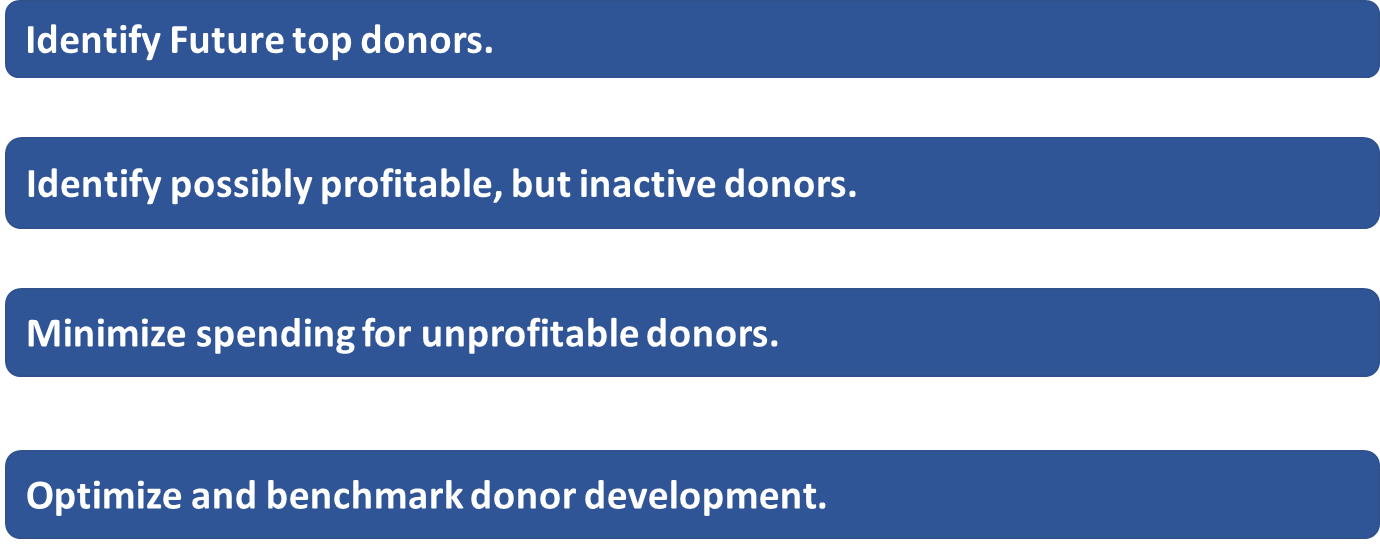 Identify Future top donors.
Identify possibly profitable, but inactive donors.
Minimize spending for unprofitable donors.
Optimize and benchmark donor development.